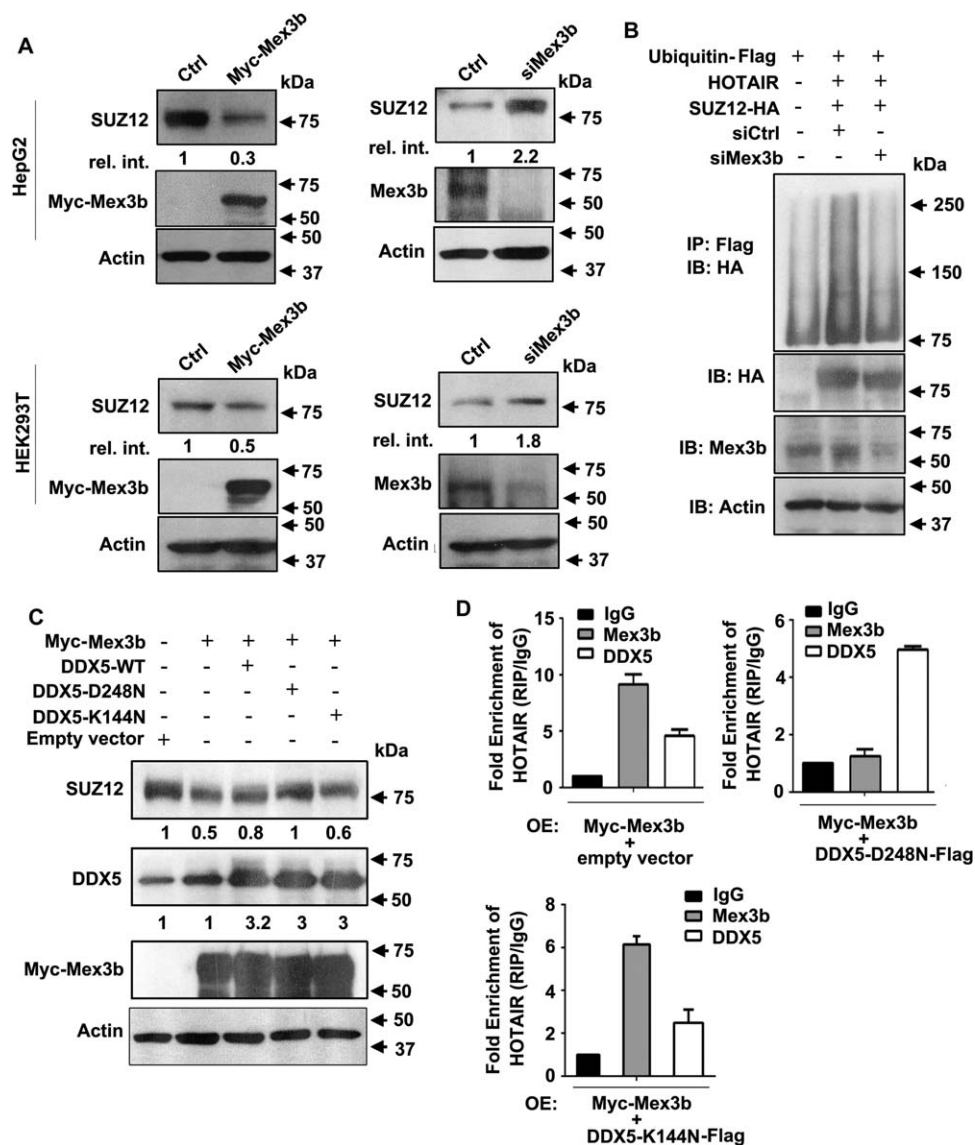 A
Ctrl
Myc-Mex3b
kDa
HepG2
SUZ12
75
rel. int.
1 0.3
Myc-Mex3b
75
50
Actin
50
37
Ctrl
siMex3b
kDa
SUZ12
75
rel. int.
1 2.2
Mex3b
75
50
Actin
50
37
Ctrl
Myc-Mex3b
kDa
HEK293T
SUZ12
75
rel. int.
1 0.5
Myc-Mex3b
75
50
Actin
50
37
Ctrl
siMex3b
kDa
SUZ12
75
rel. int.
1 1.8
Mex3b
75
50
Actin
50
37
B
Ubiquitin-Flag + + +
HOTAIR - + +
SUZ12-HA - + +
siCtrl - + -
siMex3b - - +
kDa
250
IP: Flag
IB: HA
150
75
IB: HA
75
IB: Mex3b
75
50
IB: Actin
50
37
C
Myc-Mex3b - + + + +
DDX5-WT - - + - -
DDX5-D248N - - - + -
DDX5-K144N - - - - +
Empty vector + - - - -
kDa
SUZ12
75
1 0.5 0.8 1 0.6
DDX5
75
50
1 1 3.2 3 3
Myc-Mex3b
75
50
Actin
50
37
D
Fold Enrichment of
HOTAIR (RIP/IgG)
15
10
5
0
IgG
Mex3b
DDX5
OE:
Myc-Mex3b
+
empty vector
Fold Enrichment of
HOTAIR (RIP/IgG)
6
4
2
0
IgG
Mex3b
DDX5
Myc-Mex3b
+
DDX5-D248N-Flag
Fold Enrichment of
HOTAIR (RIP/IgG)
8
6
4
2
0
IgG
Mex3b
DDX5
OE:
Myc-Mex3b
+
DDX5-K144N-Flag